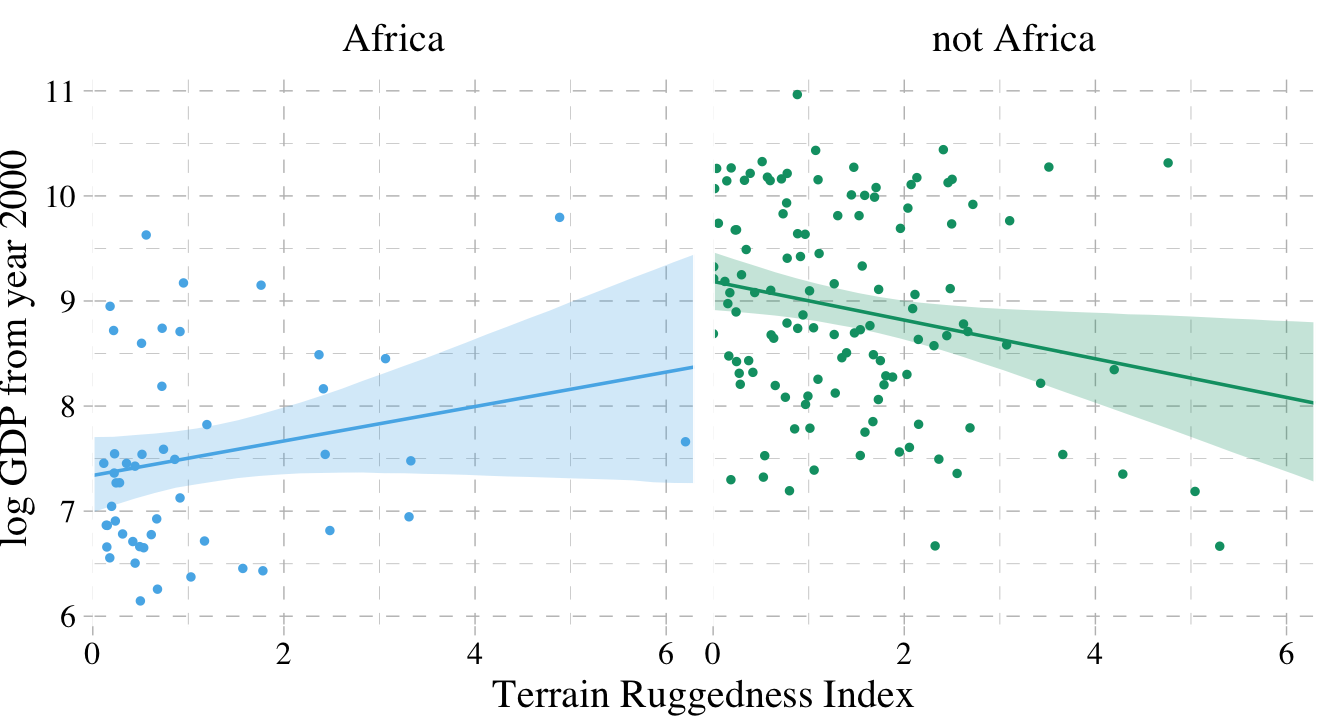 Africa
not Africa
log GDP from year 2000
11
10
9
8
7
6
0 2 4 6
0 2 4 6
Terrain Ruggedness Index